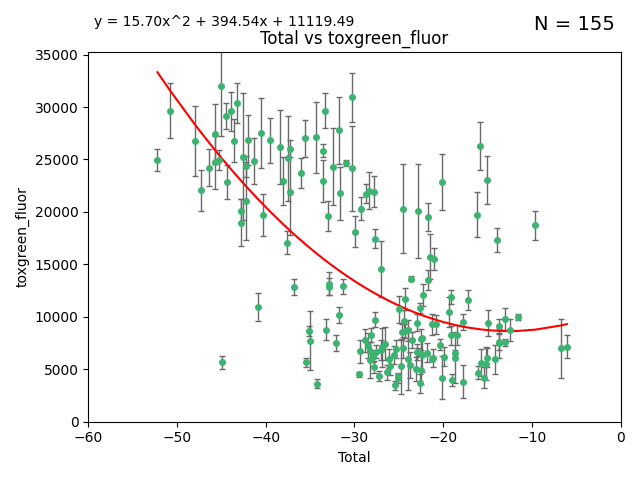 y = 15.70x^2 + 394.54x + 11119.49
N = 155
Total vs toxgreen_fluor
35000
30000
25000
20000
15000
10000
5000
0
toxgreen_fluor
−60 −50 −40 −30 −20 −10 0
Total